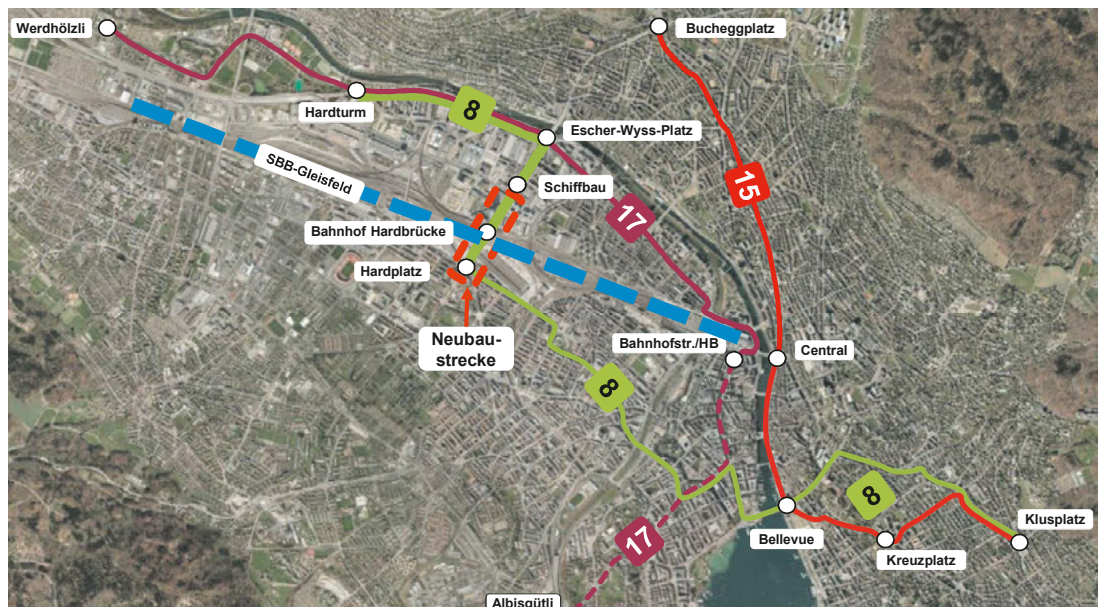 Werdhölzli
Bucheggplatz
Hardturm
8
Escher-Wyss-Platz
SBB-Gleisfeld
Schiffbau
15
17
Bahnhof Hardbrücke
Hardplatz
Neubau-
strecke
Bahnhofstr./HB
Central
8
8
Klusplatz
17
Bellevue
Kreuzplatz
Albisgütli